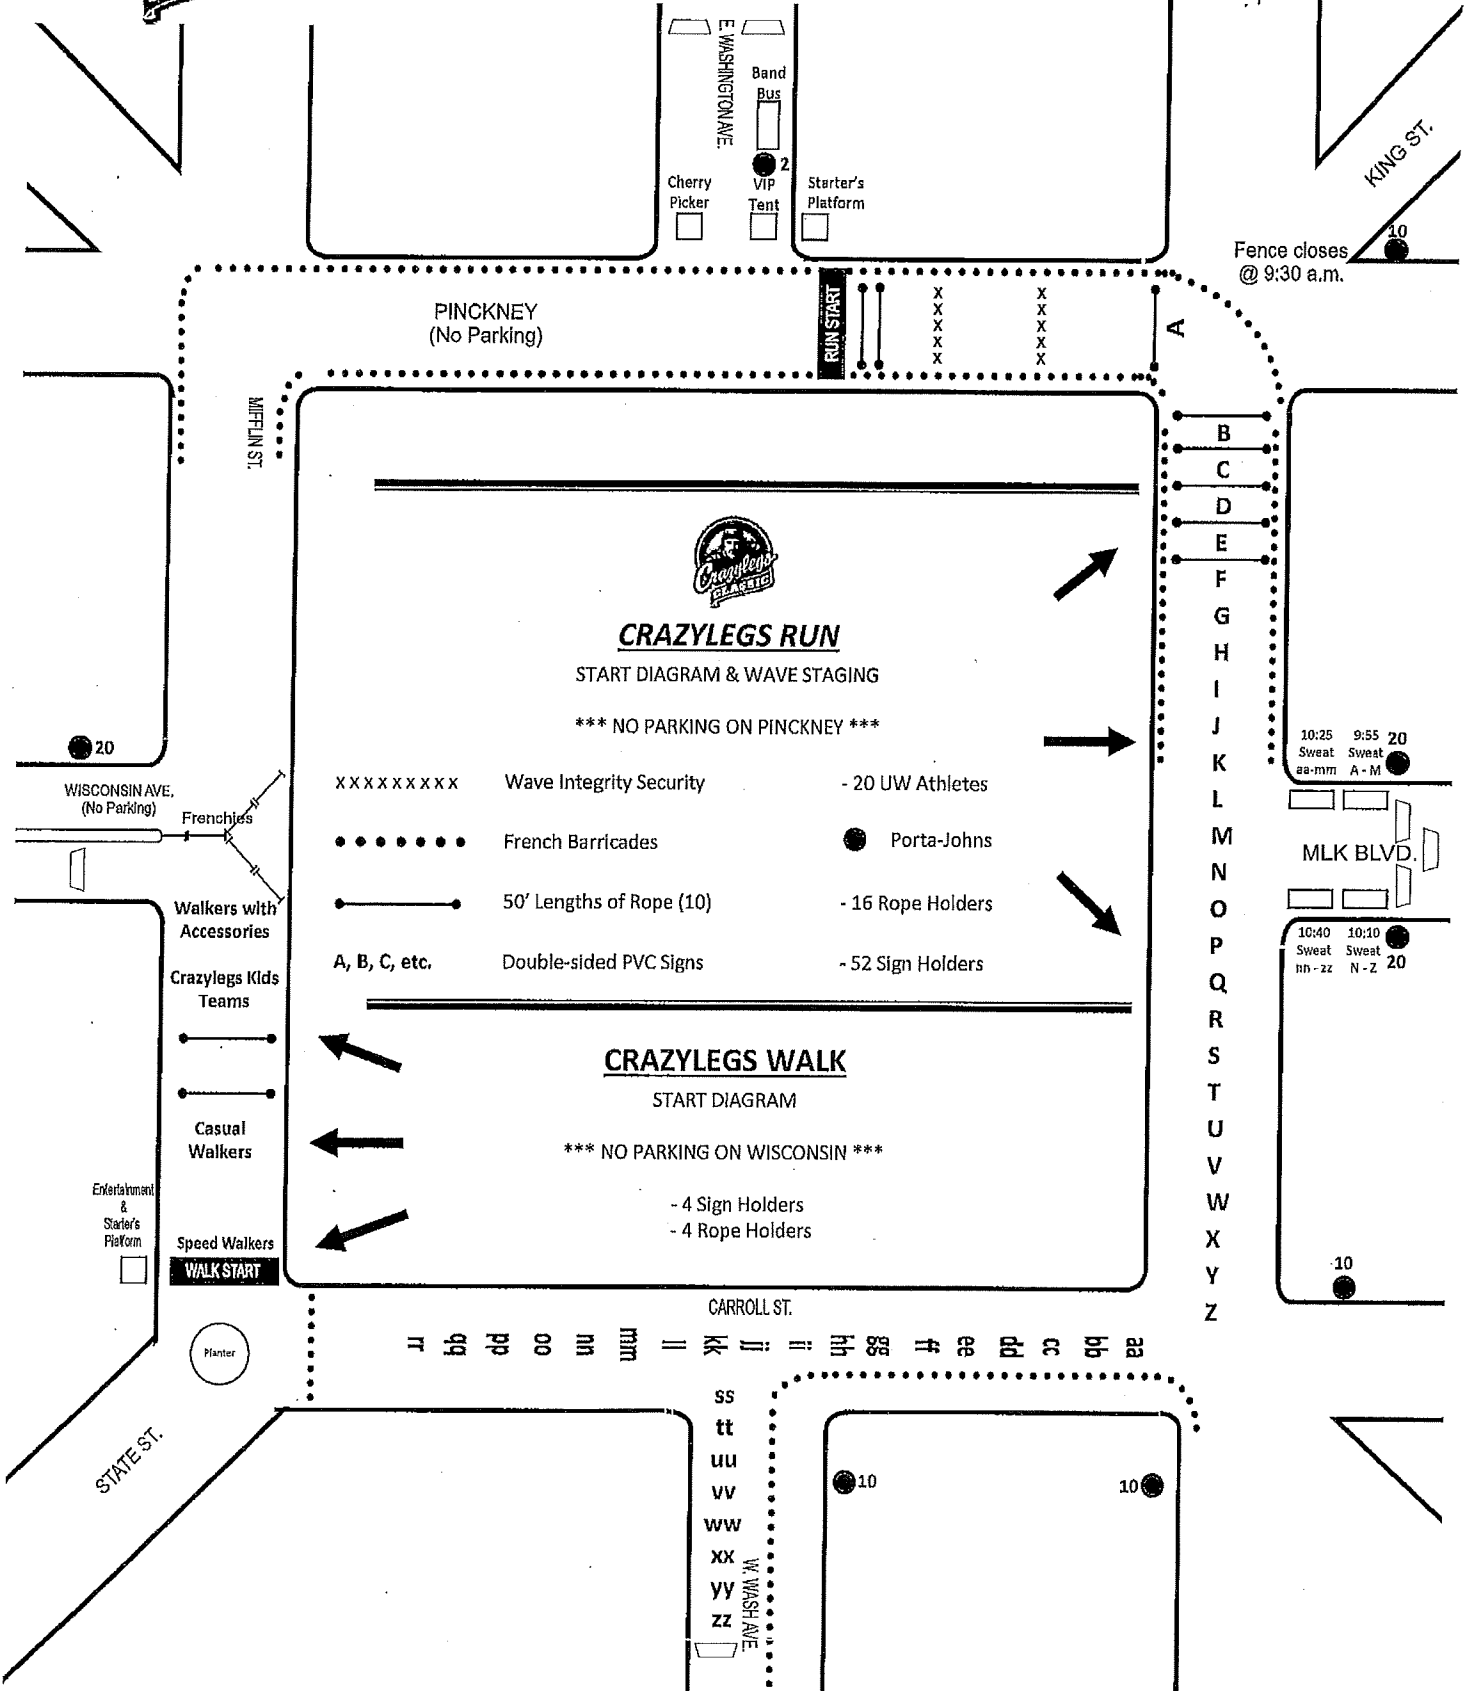 E. WASHINGTON AVE.
Band
Bus
2
Cherry
Picker
VIP
Tent
Starter's
Platform
KING ST.
10
Fence closes
@ 9:30 a.m.
PINCKNEY
(No Parking)
RUN START
X X
X X
X X
X X
X X
A
MIFFLIN ST.
B
C
D
E
F
G
H
I
J
K
L
M
N
O
P
Q
R
S
T
U
V
W
X
Y
Z
Crazylegs
CLASSIC
CRAZYLEGS RUN
START DIAGRAM & WAVE STAGING
*** NO PARKING ON PINCKNEY ***
XXXXXXXXX Wave Integrity Security - 20 UW Athletes
French Barricades Porta-Johns
50' Lengths of Rope (10) - 16 Rope Holders
A, B, C, etc. Double-sided PVC Signs - 52 Sign Holders
CRAZYLEGS WALK
START DIAGRAM
*** NO PARKING ON WISCONSIN ***
- 4 Sign Holders
- 4 Rope Holders
20
WISCONSIN AVE.
(No Parking)
Frenchies
Walkers with
Accessories
Crazylegs Kids
Teams
Casual
Walkers
Entertainment
&
Starter's
Platform
Speed Walkers
WALK START
Planter
STATE ST.
10:25 9:55 20
Sweat Sweat
aa-mm A - M
MLK BLVD.
10:40 10:10
Sweat Sweat
nn - zz N - Z 20
10
CARROLL ST.
rr qq pp oo nn mm ll kk jj ii hh gg ff ee dd cc bb aa
ss
tt
uu
vv
ww
xx
yy
zz
W. WASH AVE.
10
10